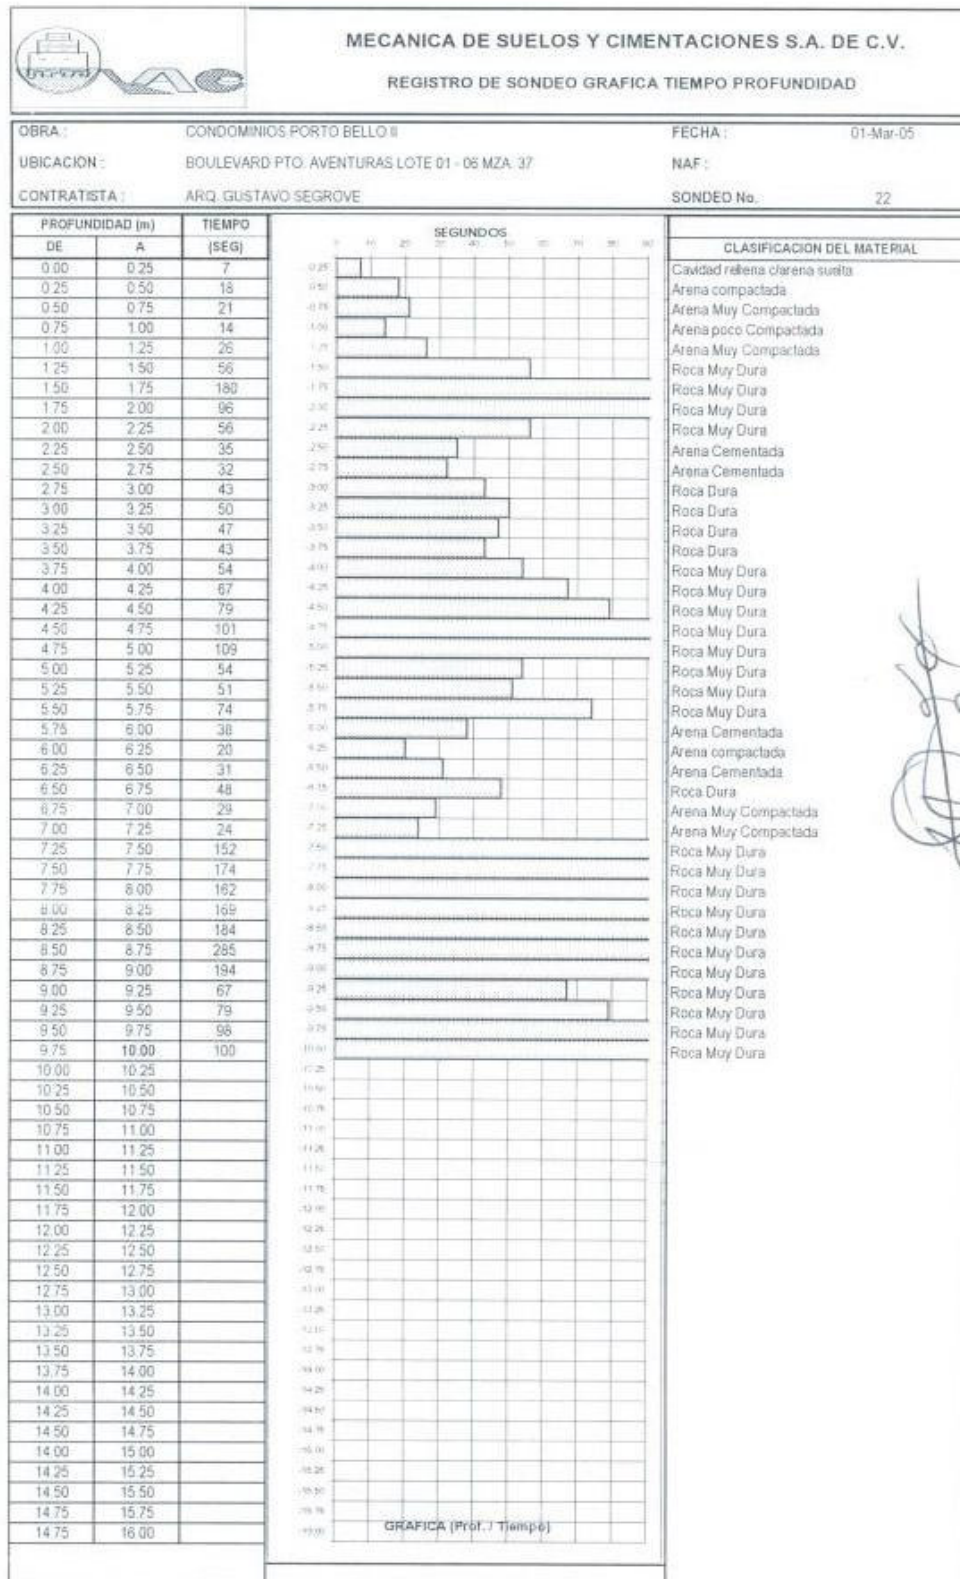 VAC
MECANICA DE SUELOS Y CIMENTACIONES S.A. DE C.V.
REGISTRO DE SONDEO GRAFICA TIEMPO PROFUNDIDAD
OBRA : CONDOMINIOS PORTO BELLO II FECHA : 01-Mar-05
UBICACION : BOULEVARD PTO. AVENTURAS LOTE 01 - 06 MZA. 37 NAF :
CONTRATISTA : ARQ. GUSTAVO SEGROVE SONDEO No. 22
PROFUNDIDAD (m) TIEMPO SEGUNDOS
DE A (SEG) CLASIFICACION DEL MATERIAL
0.00 0.25 7 Cavidad rellena c/arena suelta
0.25 0.50 18 Arena compactada
0.50 0.75 21 Arena Muy Compactada
0.75 1.00 14 Arena poco Compactada
1.00 1.25 26 Arena Muy Compactada
1.25 1.50 56 Roca Muy Dura
1.50 1.75 180 Roca Muy Dura
1.75 2.00 96 Roca Muy Dura
2.00 2.25 56 Roca Muy Dura
2.25 2.50 35 Arena Cementada
2.50 2.75 32 Arena Cementada
2.75 3.00 43 Roca Dura
3.00 3.25 50 Roca Dura
3.25 3.50 47 Roca Dura
3.50 3.75 43 Roca Dura
3.75 4.00 54 Roca Muy Dura
4.00 4.25 67 Roca Muy Dura
4.25 4.50 79 Roca Muy Dura
4.50 4.75 101 Roca Muy Dura
4.75 5.00 109 Roca Muy Dura
5.00 5.25 54 Roca Muy Dura
5.25 5.50 51 Roca Muy Dura
5.50 5.75 74 Roca Muy Dura
5.75 6.00 38 Arena Cementada
6.00 6.25 20 Arena compactada
6.25 6.50 31 Arena Cementada
6.50 6.75 48 Roca Dura
6.75 7.00 29 Arena Muy Compactada
7.00 7.25 24 Arena Muy Compactada
7.25 7.50 152 Roca Muy Dura
7.50 7.75 174 Roca Muy Dura
7.75 8.00 162 Roca Muy Dura
8.00 8.25 169 Roca Muy Dura
8.25 8.50 184 Roca Muy Dura
8.50 8.75 285 Roca Muy Dura
8.75 9.00 194 Roca Muy Dura
9.00 9.25 67 Roca Muy Dura
9.25 9.50 79 Roca Muy Dura
9.50 9.75 98 Roca Muy Dura
9.75 10.00 100 Roca Muy Dura
10.00 10.25
10.25 10.50
10.50 10.75
10.75 11.00
11.00 11.25
11.25 11.50
11.50 11.75
11.75 12.00
12.00 12.25
12.25 12.50
12.50 12.75
12.75 13.00
13.00 13.25
13.25 13.50
13.50 13.75
13.75 14.00
14.00 14.25
14.25 14.50
14.50 14.75
14.00 15.00
14.25 15.25
14.50 15.50
14.75 15.75
14.75 16.00
GRAFICA (Prof. / Tiempo)